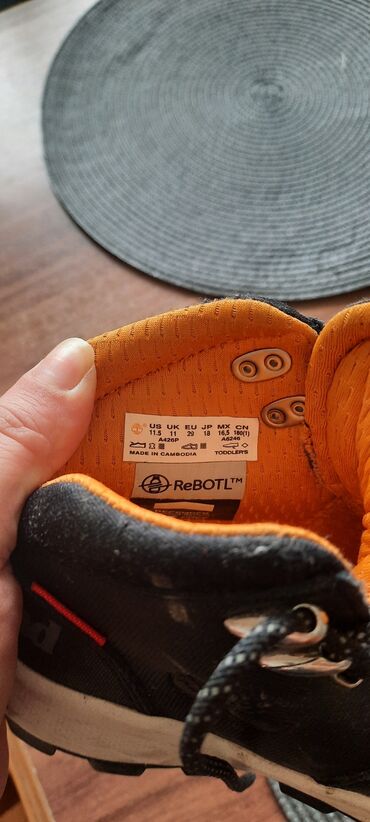 US UK EU JP MX CN
11.5 11 29 18 16,5 180(1)
A426P A6246
MADE IN CAMBODIA TODDLER'S
ReBOTL™